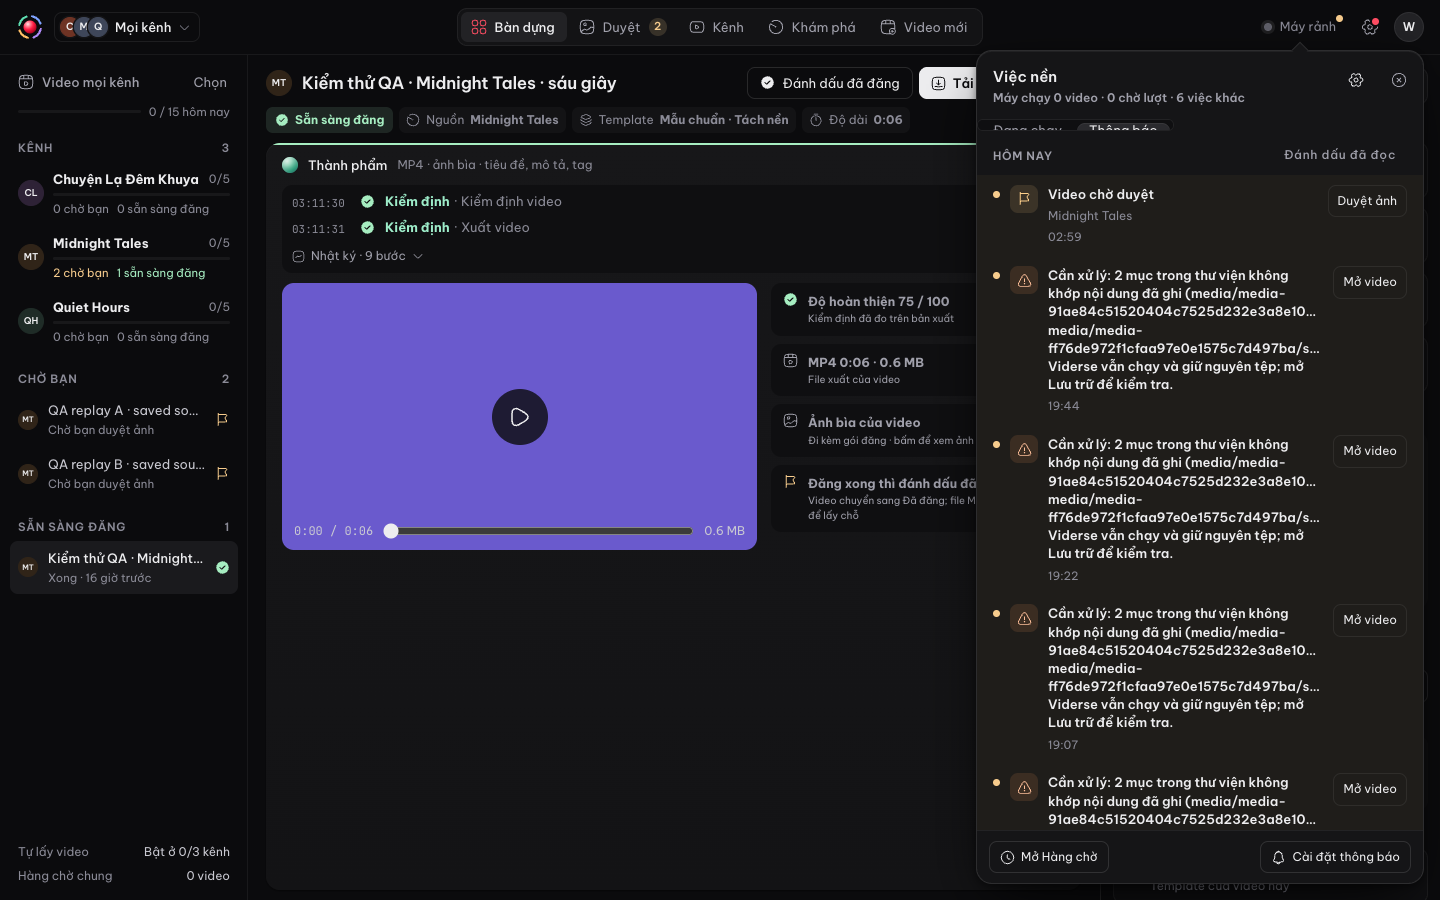 C M Q Mọi kênh
Bàn dựng
Duyệt 2
Kênh
Khám phá
Video mới
Máy rảnh
W
Video mọi kênh
Chọn
0 / 15 hôm nay
KÊNH 3
CL
Chuyện Lạ Đêm Khuya 0/5
0 chờ bạn 0 sẵn sàng đăng
MT
Midnight Tales 0/5
2 chờ bạn 1 sẵn sàng đăng
QH
Quiet Hours 0/5
0 chờ bạn 0 sẵn sàng đăng
CHỜ BẠN 2
MT
QA replay A · saved so...
Chờ bạn duyệt ảnh
MT
QA replay B · saved sou...
Chờ bạn duyệt ảnh
SẴN SÀNG ĐĂNG 1
MT
Kiểm thử QA · Midnight...
Xong · 16 giờ trước
Tự lấy video Bật ở 0/3 kênh
Hàng chờ chung 0 video
MT
Kiểm thử QA · Midnight Tales · sáu giây
Đánh dấu đã đăng
Tải
Sẵn sàng đăng
Nguồn Midnight Tales
Template Mẫu chuẩn · Tách nền
Độ dài 0:06
Thành phẩm MP4 · ảnh bìa · tiêu đề, mô tả, tag
03:11:30 Kiểm định · Kiểm định video
03:11:31 Kiểm định · Xuất video
Nhật ký · 9 bước
0:00 / 0:06
0.6 MB
Độ hoàn thiện 75 / 100
Kiểm định đã đo trên bản xuất
MP4 0:06 · 0.6 MB
File xuất của video
Ảnh bìa của video
Đi kèm gói đăng · bấm để xem ảnh
Đăng xong thì đánh dấu đã
Video chuyển sang Đã đăng; file M
để lấy chỗ
Việc nền
Máy chạy 0 video · 0 chờ lượt · 6 việc khác
Đang chạy
Thông báo
HÔM NAY
Đánh dấu đã đọc
Video chờ duyệt
Midnight Tales
02:59
Duyệt ảnh
Cần xử lý: 2 mục trong thư viện không
khớp nội dung đã ghi (media/media-
91ae84c51520404c7525d232e3a8e10...
media/media-
ff76de972f1cfaa97e0e1575c7d497ba/s...
Viderse vẫn chạy và giữ nguyên tệp; mở
Lưu trữ để kiểm tra.
19:44
Mở video
Cần xử lý: 2 mục trong thư viện không
khớp nội dung đã ghi (media/media-
91ae84c51520404c7525d232e3a8e10...
media/media-
ff76de972f1cfaa97e0e1575c7d497ba/s...
Viderse vẫn chạy và giữ nguyên tệp; mở
Lưu trữ để kiểm tra.
19:22
Mở video
Cần xử lý: 2 mục trong thư viện không
khớp nội dung đã ghi (media/media-
91ae84c51520404c7525d232e3a8e10...
media/media-
ff76de972f1cfaa97e0e1575c7d497ba/s...
Viderse vẫn chạy và giữ nguyên tệp; mở
Lưu trữ để kiểm tra.
19:07
Mở video
Cần xử lý: 2 mục trong thư viện không
khớp nội dung đã ghi (media/media-
91ae84c51520404c7525d232e3a8e10...
Mở video
Mở Hàng chờ
Cài đặt thông báo
Template của video này